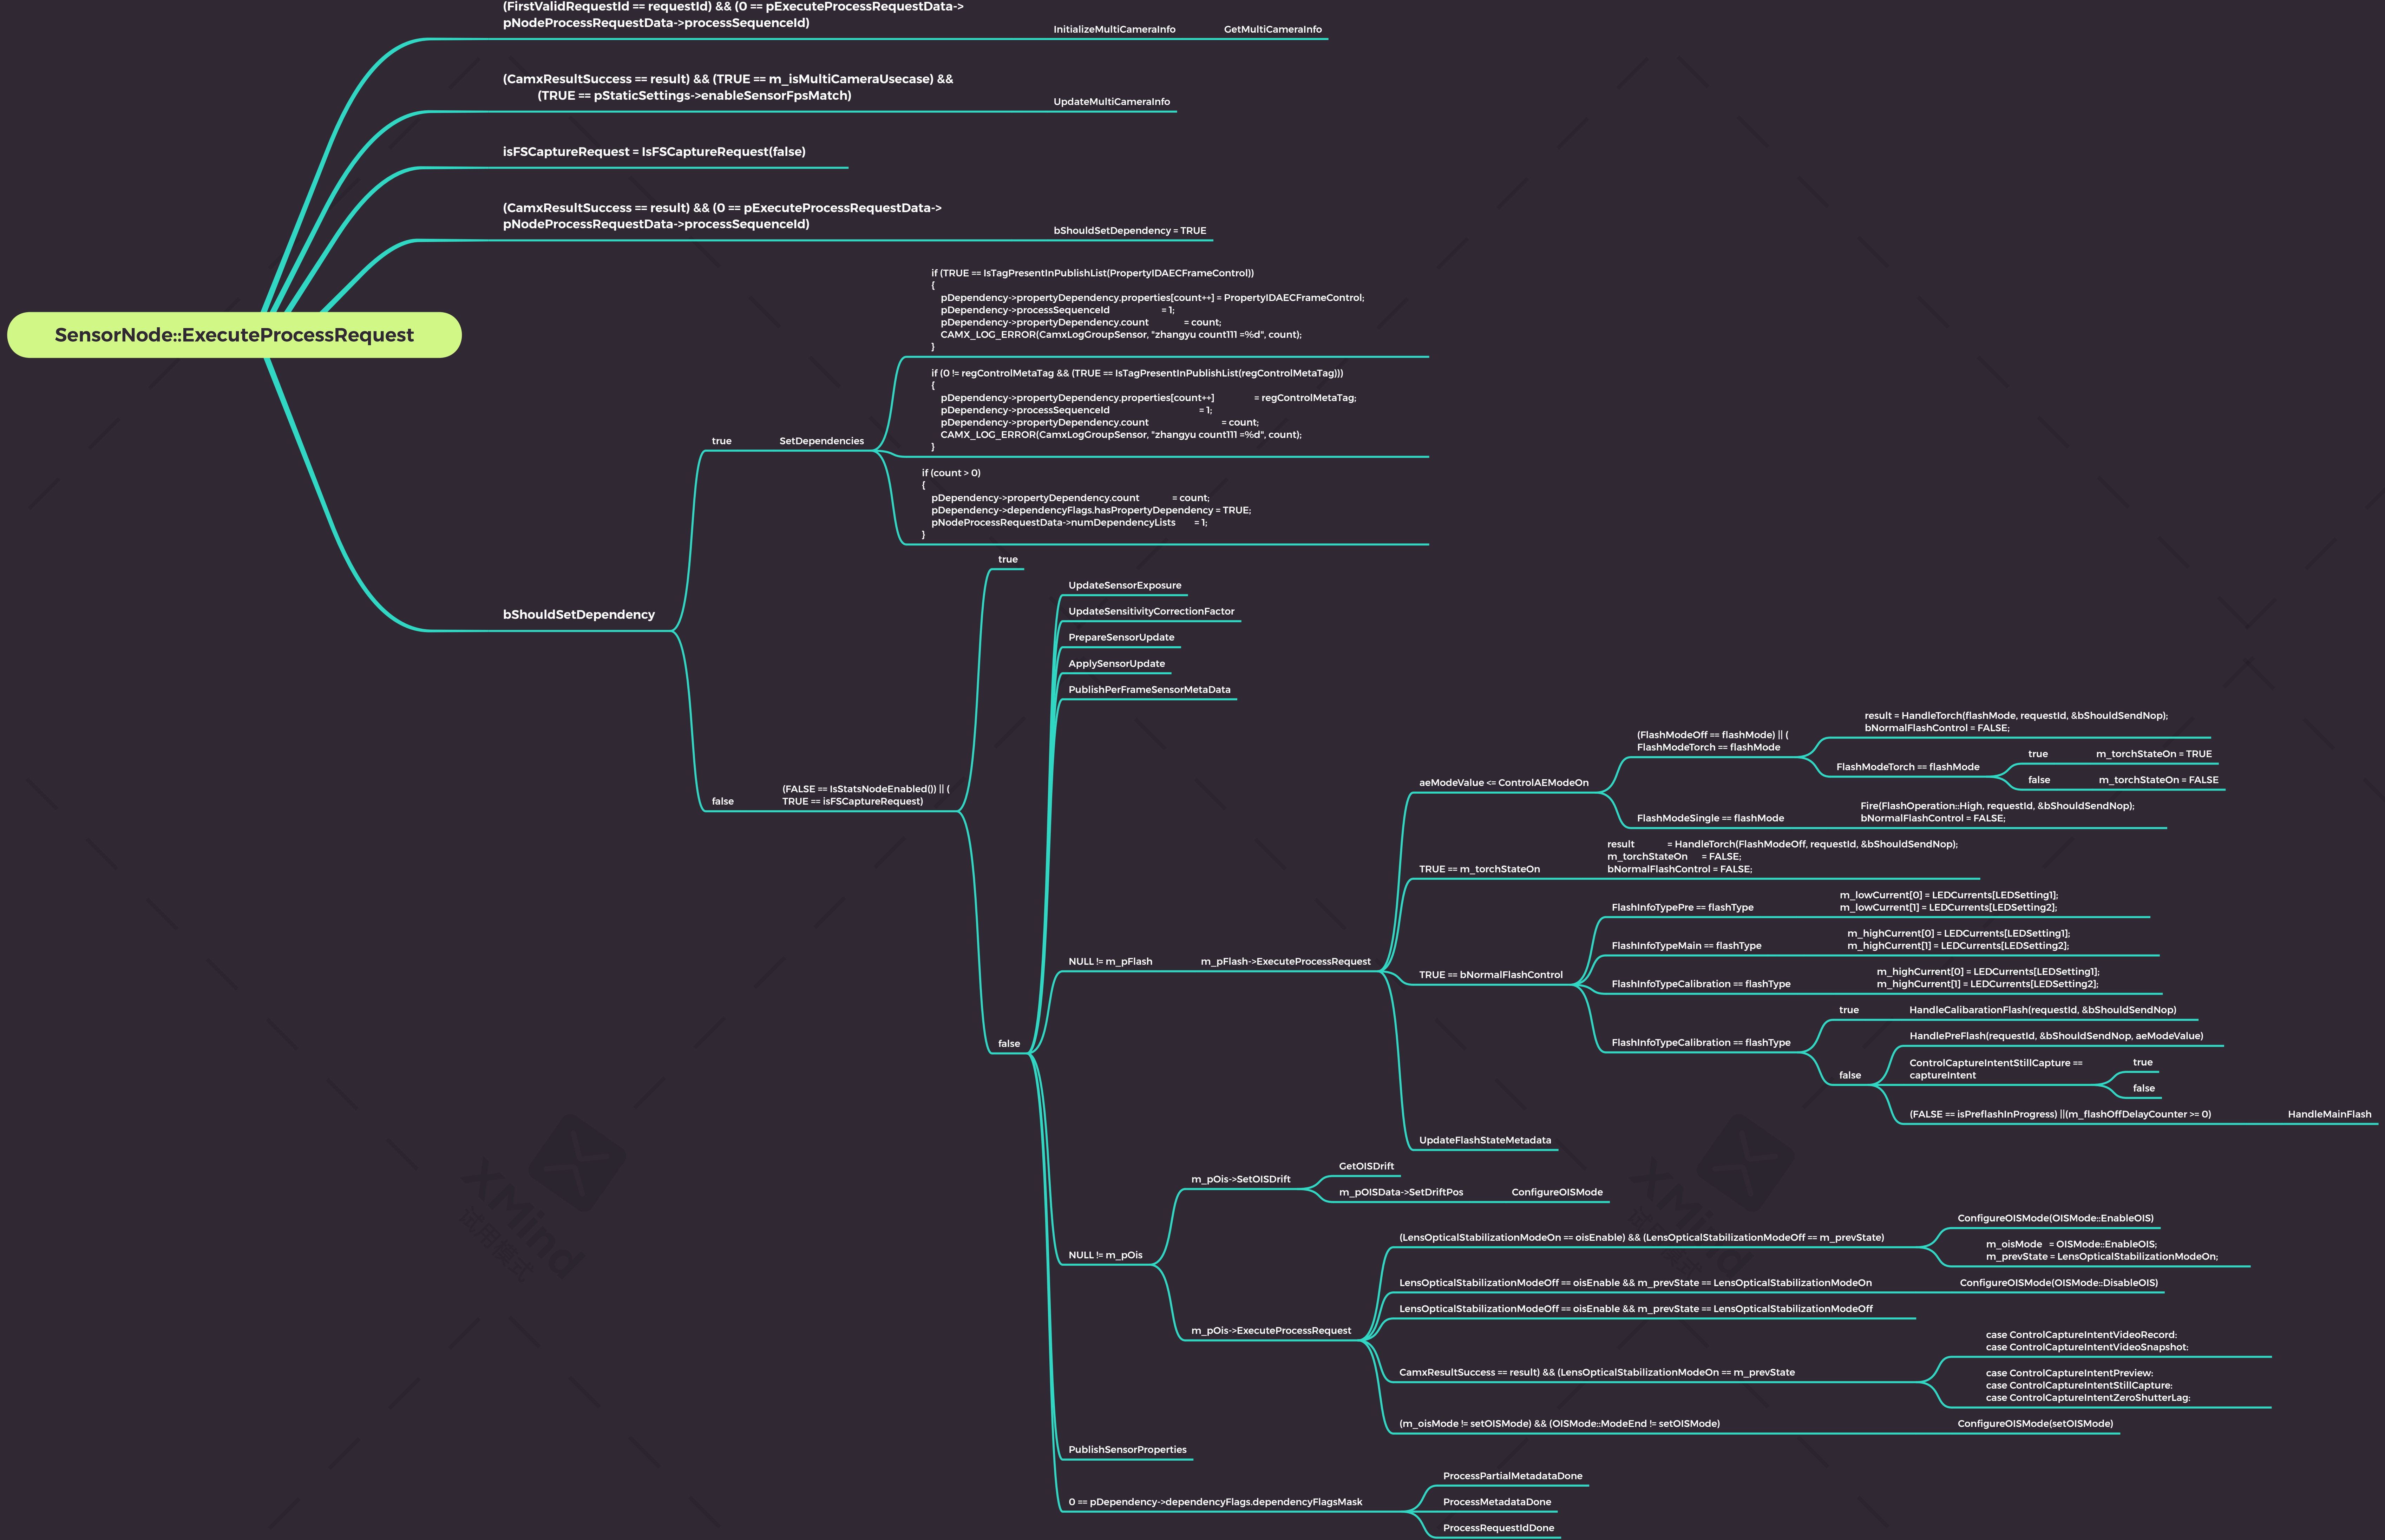 (FirstValidRequestId == requestId) && (0 == pExecuteProcessRequestData->
pNodeProcessRequestData->processSequenceId)
InitializeMultiCameraInfo
GetMultiCameraInfo
(CamxResultSuccess == result) && (TRUE == m_isMultiCameraUsecase) &&
(TRUE == pStaticSettings->enableSensorFpsMatch)
UpdateMultiCameraInfo
isFSCaptureRequest = IsFSCaptureRequest(false)
(CamxResultSuccess == result) && (0 == pExecuteProcessRequestData->
pNodeProcessRequestData->processSequenceId)
bShouldSetDependency = TRUE
SensorNode::ExecuteProcessRequest
bShouldSetDependency
true
SetDependencies
if (TRUE == IsTagPresentInPublishList(PropertyIDAECFrameControl))
{
pDependency->propertyDependency.properties[count++] = PropertyIDAECFrameControl;
pDependency->processSequenceId = 1;
pDependency->propertyDependency.count = count;
CAMX_LOG_ERROR(CamxLogGroupSensor, "zhangyu count111 =%d", count);
}
if (0 != regControlMetaTag && (TRUE == IsTagPresentInPublishList(regControlMetaTag)))
{
pDependency->propertyDependency.properties[count++] = regControlMetaTag;
pDependency->processSequenceId = 1;
pDependency->propertyDependency.count = count;
CAMX_LOG_ERROR(CamxLogGroupSensor, "zhangyu count111 =%d", count);
}
if (count > 0)
{
pDependency->propertyDependency.count = count;
pDependency->dependencyFlags.hasPropertyDependency = TRUE;
pNodeProcessRequestData->numDependencyLists = 1;
}
false
(FALSE == IsStatsNodeEnabled()) || (
TRUE == isFSCaptureRequest)
true
false
UpdateSensorExposure
UpdateSensitivityCorrectionFactor
PrepareSensorUpdate
ApplySensorUpdate
PublishPerFrameSensorMetaData
NULL != m_pFlash
m_pFlash->ExecuteProcessRequest
aeModeValue <= ControlAEModeOn
(FlashModeOff == flashMode) || (
FlashModeTorch == flashMode
result = HandleTorch(flashMode, requestId, &bShouldSendNop);
bNormalFlashControl = FALSE;
FlashModeTorch == flashMode
true
m_torchStateOn = TRUE
false
m_torchStateOn = FALSE
FlashModeSingle == flashMode
Fire(FlashOperation::High, requestId, &bShouldSendNop);
bNormalFlashControl = FALSE;
TRUE == m_torchStateOn
result = HandleTorch(FlashModeOff, requestId, &bShouldSendNop);
m_torchStateOn = FALSE;
bNormalFlashControl = FALSE;
TRUE == bNormalFlashControl
FlashInfoTypePre == flashType
m_lowCurrent[0] = LEDCurrents[LEDSetting1];
m_lowCurrent[1] = LEDCurrents[LEDSetting2];
FlashInfoTypeMain == flashType
m_highCurrent[0] = LEDCurrents[LEDSetting1];
m_highCurrent[1] = LEDCurrents[LEDSetting2];
FlashInfoTypeCalibration == flashType
m_highCurrent[0] = LEDCurrents[LEDSetting1];
m_highCurrent[1] = LEDCurrents[LEDSetting2];
FlashInfoTypeCalibration == flashType
true
HandleCalibarationFlash(requestId, &bShouldSendNop)
false
HandlePreFlash(requestId, &bShouldSendNop, aeModeValue)
ControlCaptureIntentStillCapture ==
captureIntent
true
false
(FALSE == isPreflashInProgress) ||(m_flashOffDelayCounter >= 0)
HandleMainFlash
UpdateFlashStateMetadata
NULL != m_pOis
m_pOis->SetOISDrift
GetOISDrift
m_pOISData->SetDriftPos
ConfigureOISMode
m_pOis->ExecuteProcessRequest
(LensOpticalStabilizationModeOn == oisEnable) && (LensOpticalStabilizationModeOff == m_prevState)
ConfigureOISMode(OISMode::EnableOIS)
m_oisMode = OISMode::EnableOIS;
m_prevState = LensOpticalStabilizationModeOn;
LensOpticalStabilizationModeOff == oisEnable && m_prevState == LensOpticalStabilizationModeOn
ConfigureOISMode(OISMode::DisableOIS)
LensOpticalStabilizationModeOff == oisEnable && m_prevState == LensOpticalStabilizationModeOff
CamxResultSuccess == result) && (LensOpticalStabilizationModeOn == m_prevState
case ControlCaptureIntentVideoRecord:
case ControlCaptureIntentVideoSnapshot:
case ControlCaptureIntentPreview:
case ControlCaptureIntentStillCapture:
case ControlCaptureIntentZeroShutterLag:
(m_oisMode != setOISMode) && (OISMode::ModeEnd != setOISMode)
ConfigureOISMode(setOISMode)
PublishSensorProperties
0 == pDependency->dependencyFlags.dependencyFlagsMask
ProcessPartialMetadataDone
ProcessMetadataDone
ProcessRequestIdDone
XMind
试用模式
XMind
试用模式